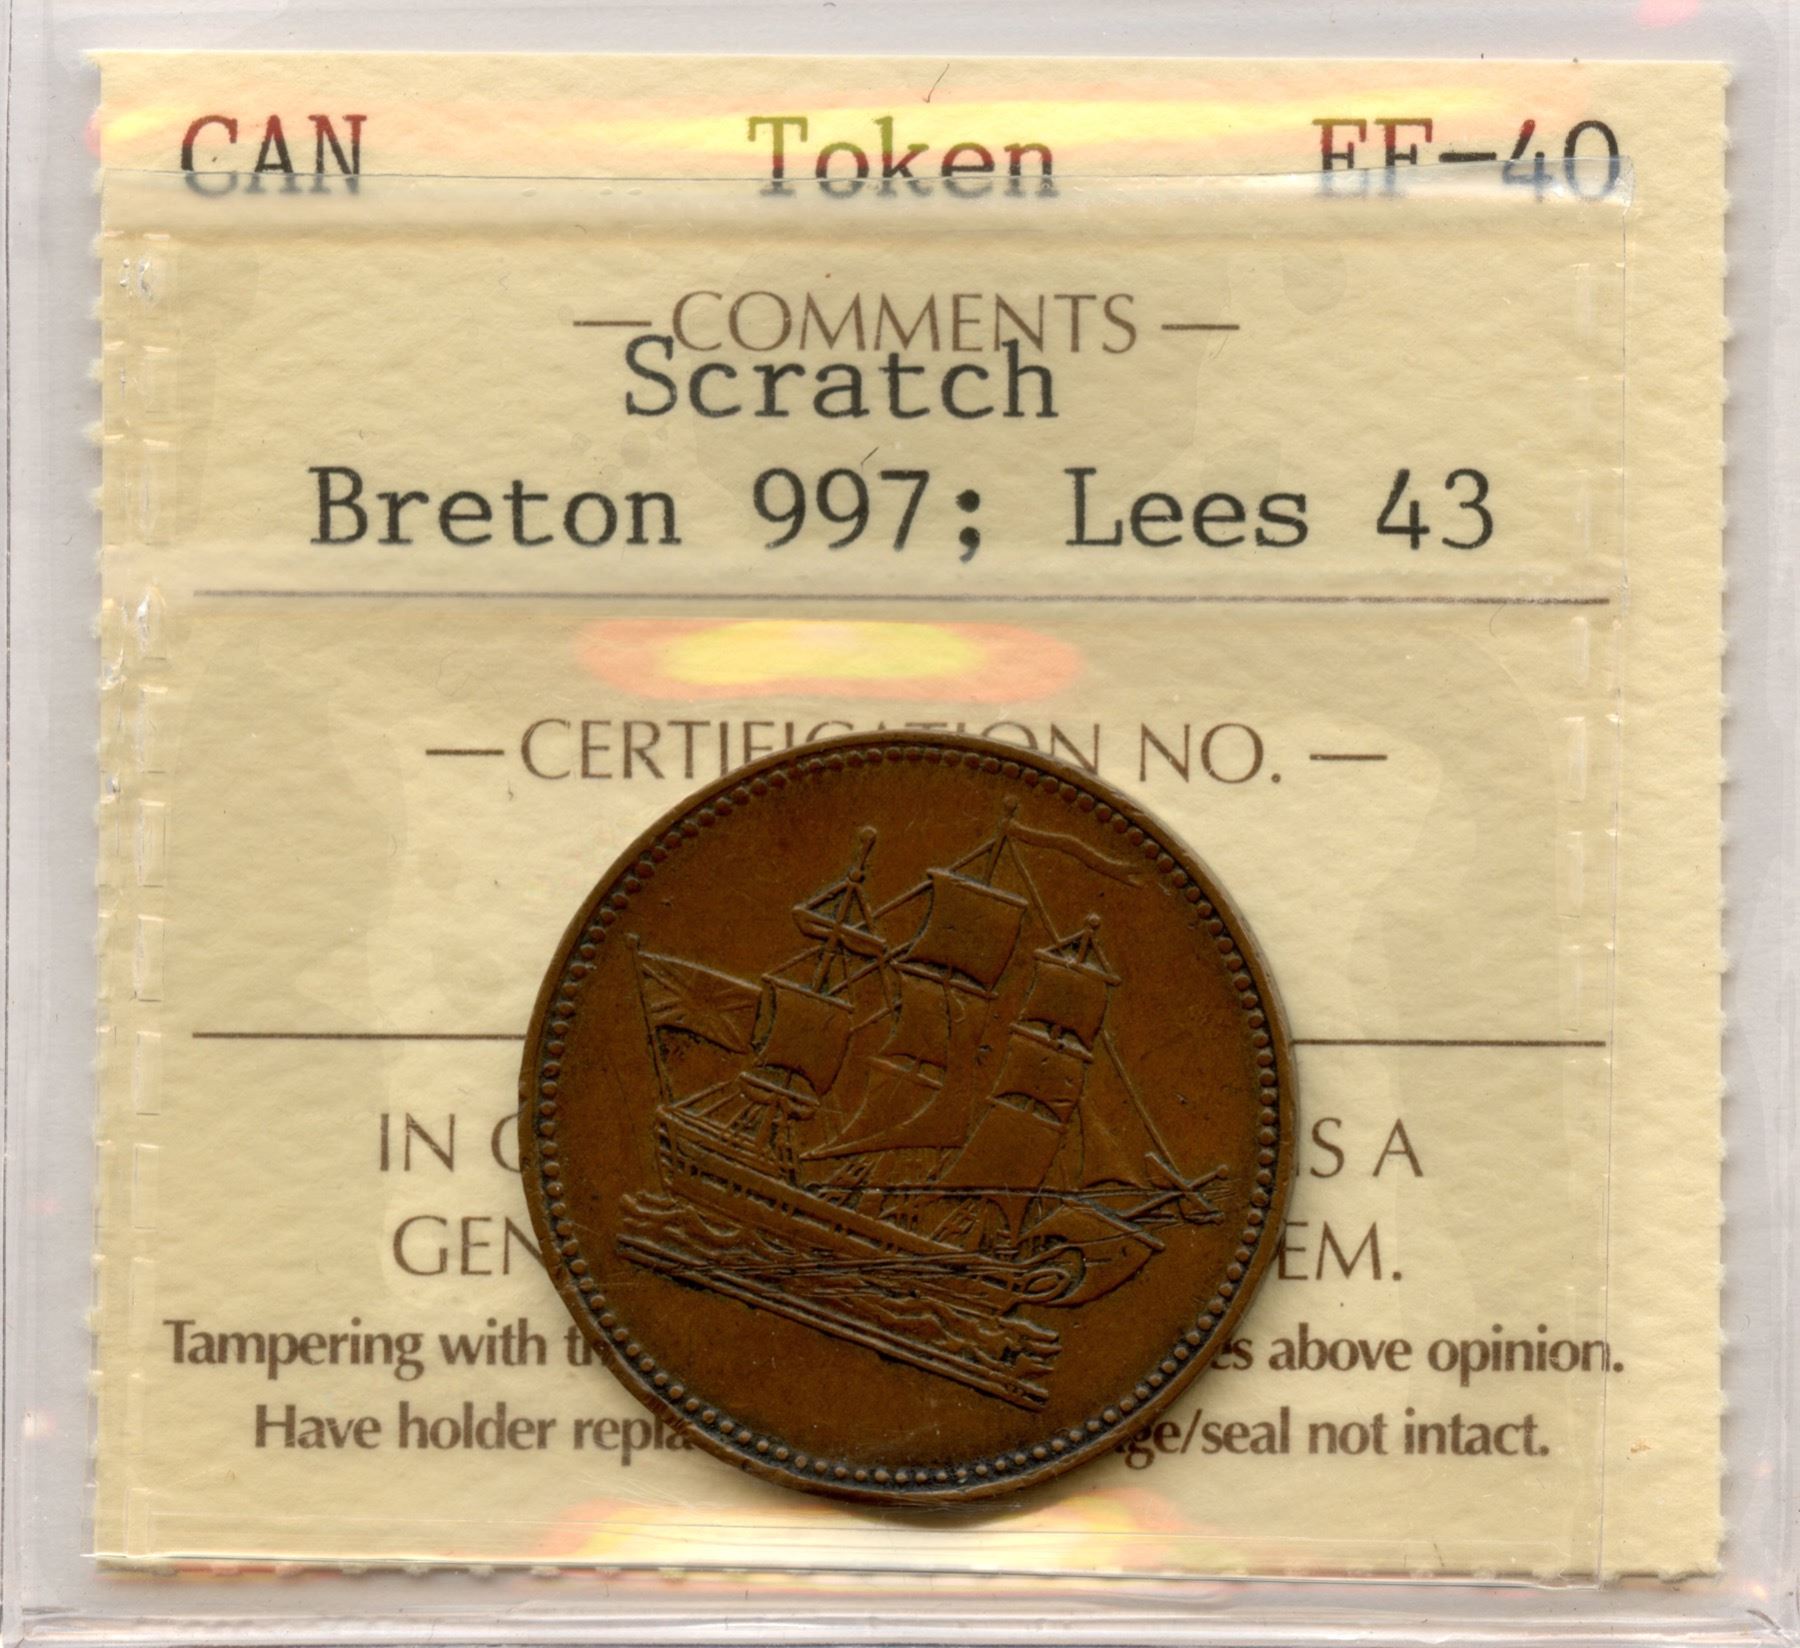 CAN Token EF-40
— COMMENTS —
Scratch
Breton 997; Lees 43
— CERTIFICATION NO. —
IN S A
GEN EM.
Tampering with th es above opinion.
Have holder repla ge/seal not intact.